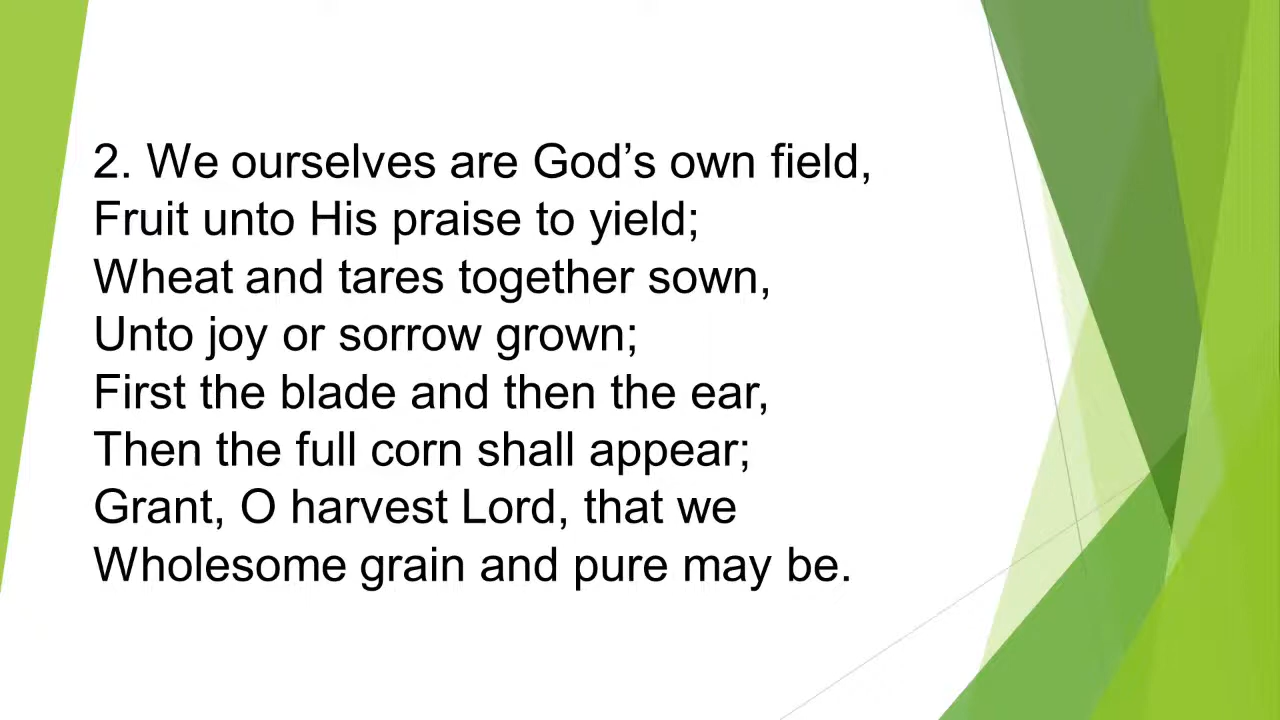 2. We ourselves are God’s own field,
Fruit unto His praise to yield;
Wheat and tares together sown,
Unto joy or sorrow grown;
First the blade and then the ear,
Then the full corn shall appear;
Grant, O harvest Lord, that we
Wholesome grain and pure may be.